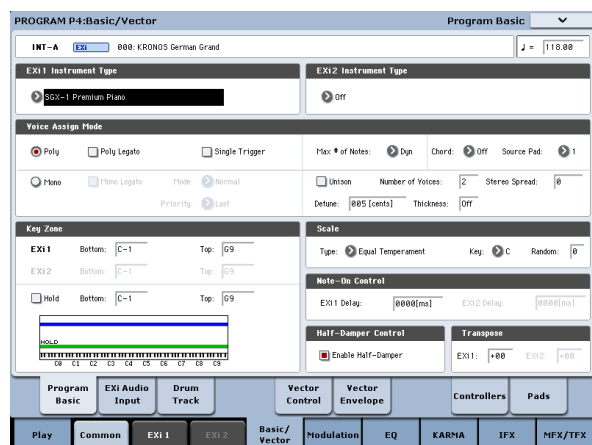 PROGRAM P4:Basic/Vector Program Basic
INT-A EXi 000: KRONOS German Grand ♩ = 118.00
EXi1 Instrument Type
SGX-1 Premium Piano
EXi2 Instrument Type
Off
Voice Assign Mode
Poly Poly Legato Single Trigger Max # of Notes: Dyn Chord: Off Source Pad: 1
Mono Mono Legato Mode: Normal Unison Number of Voices: 2 Stereo Spread: 0
Priority: Last Detune: 005 [cents] Thickness: Off
Key Zone
EXi1 Bottom: C-1 Top: G9
EXi2 Bottom: C-1 Top: G9
Hold Bottom: C-1 Top: G9
HOLD
C0 C1 C2 C3 C4 C5 C6 C7 C8 C9
Scale
Type: Equal Temperament Key: C Random: 0
Note-On Control
EXi1 Delay: 0000[ms] EXi2 Delay: 0000[ms]
Half-Damper Control
Enable Half-Damper
Transpose
EXi1: +00 EXi2: +00
Program Basic
EXi Audio Input
Drum Track
Vector Control
Vector Envelope
Controllers
Pads
Play Common EXi 1 EXi 2 Basic/Vector Modulation EQ KARMA IFX MFX/TFX